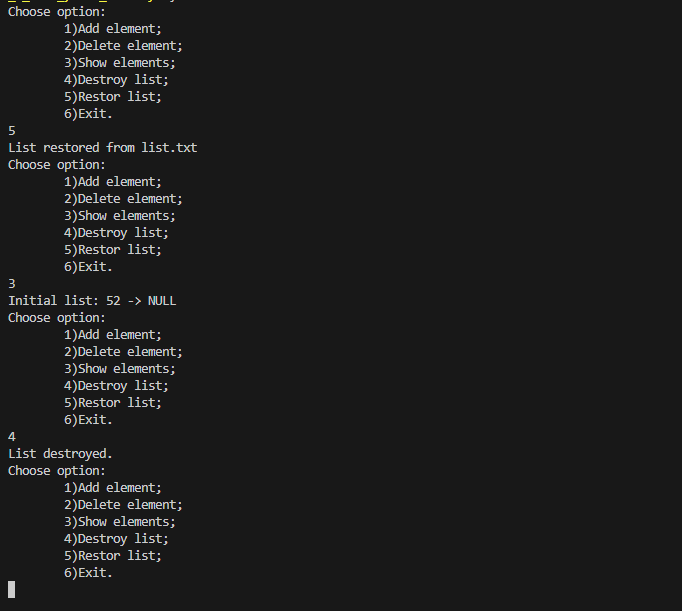 Choose option:
1)Add element;
2)Delete element;
3)Show elements;
4)Destroy list;
5)Restor list;
6)Exit.
5
List restored from list.txt
Choose option:
1)Add element;
2)Delete element;
3)Show elements;
4)Destroy list;
5)Restor list;
6)Exit.
3
Initial list: 52 -> NULL
Choose option:
1)Add element;
2)Delete element;
3)Show elements;
4)Destroy list;
5)Restor list;
6)Exit.
4
List destroyed.
Choose option:
1)Add element;
2)Delete element;
3)Show elements;
4)Destroy list;
5)Restor list;
6)Exit.